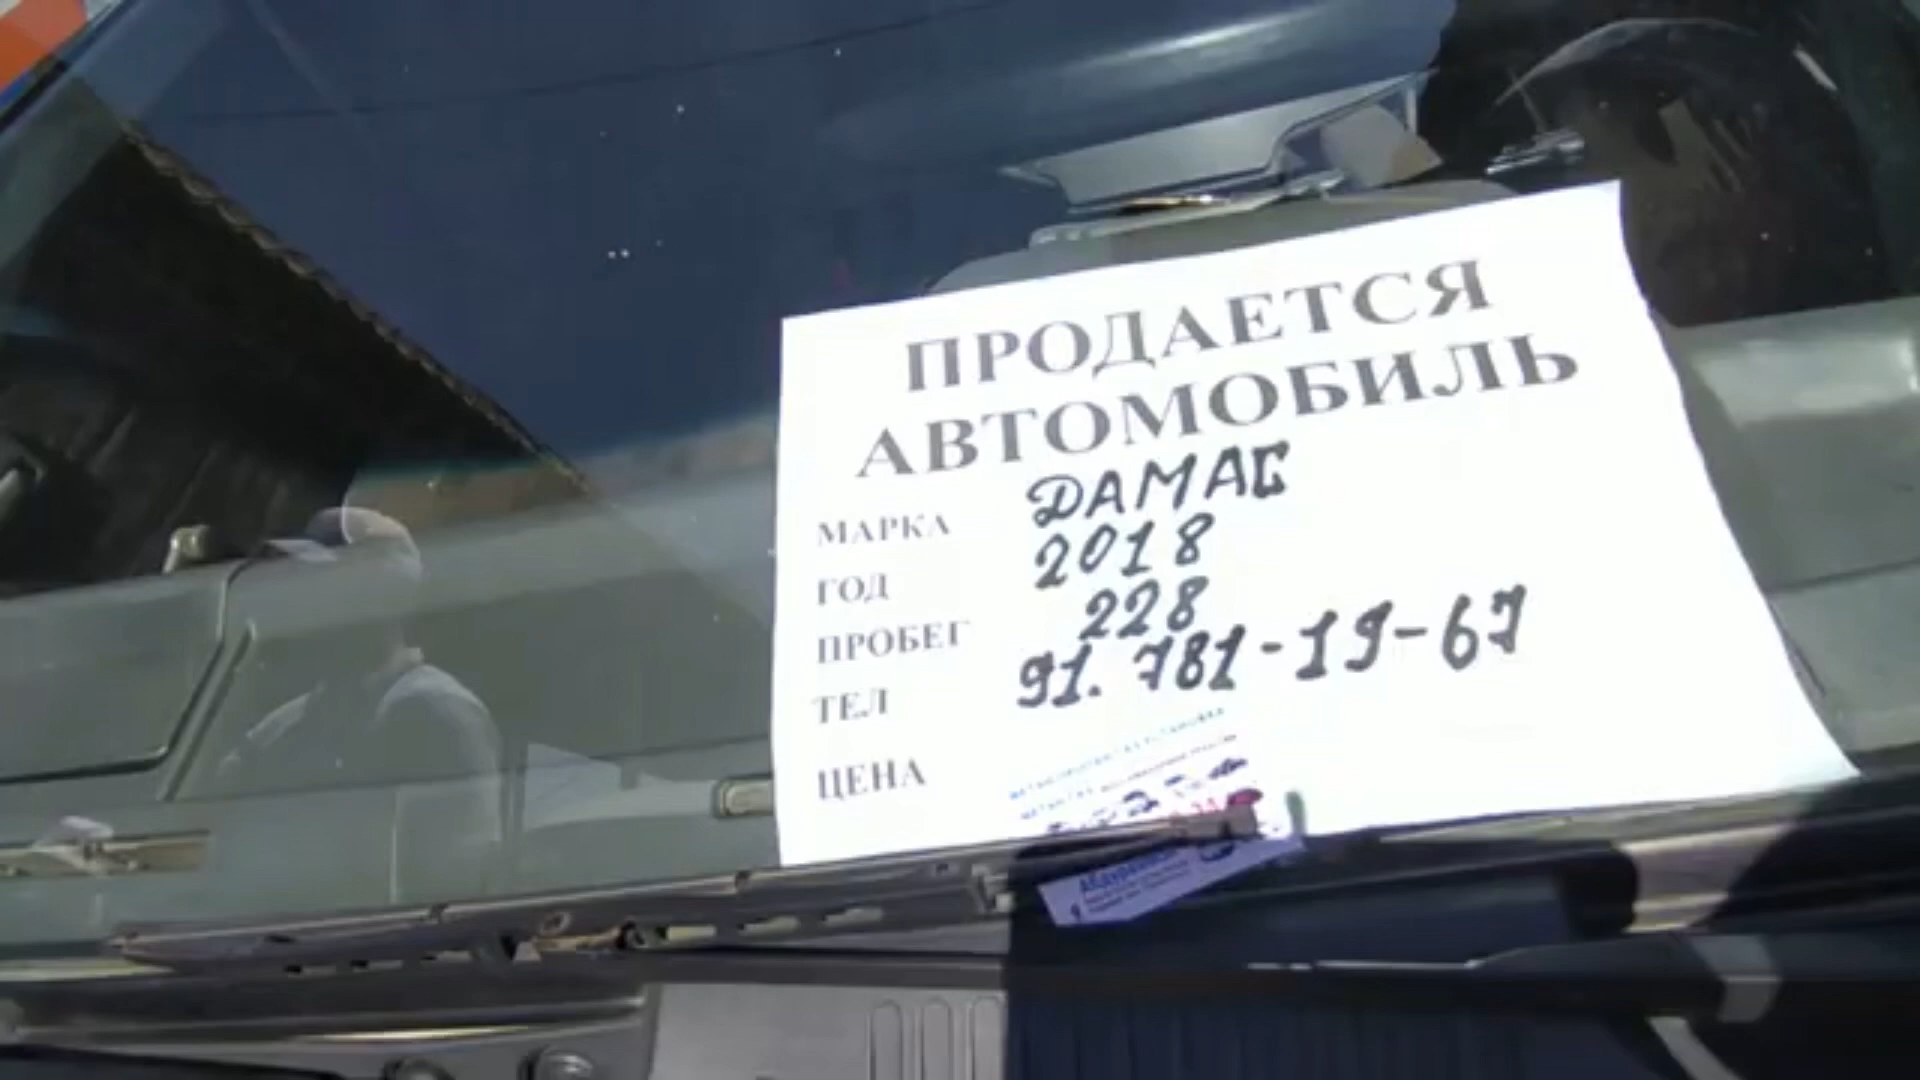 ПРОДАЕТСЯ
АВТОМОБИЛЬ
МАРКА ДАМАС
ГОД 2018
ПРОБЕГ 228
ТЕЛ 91. 781-19-67
ЦЕНА